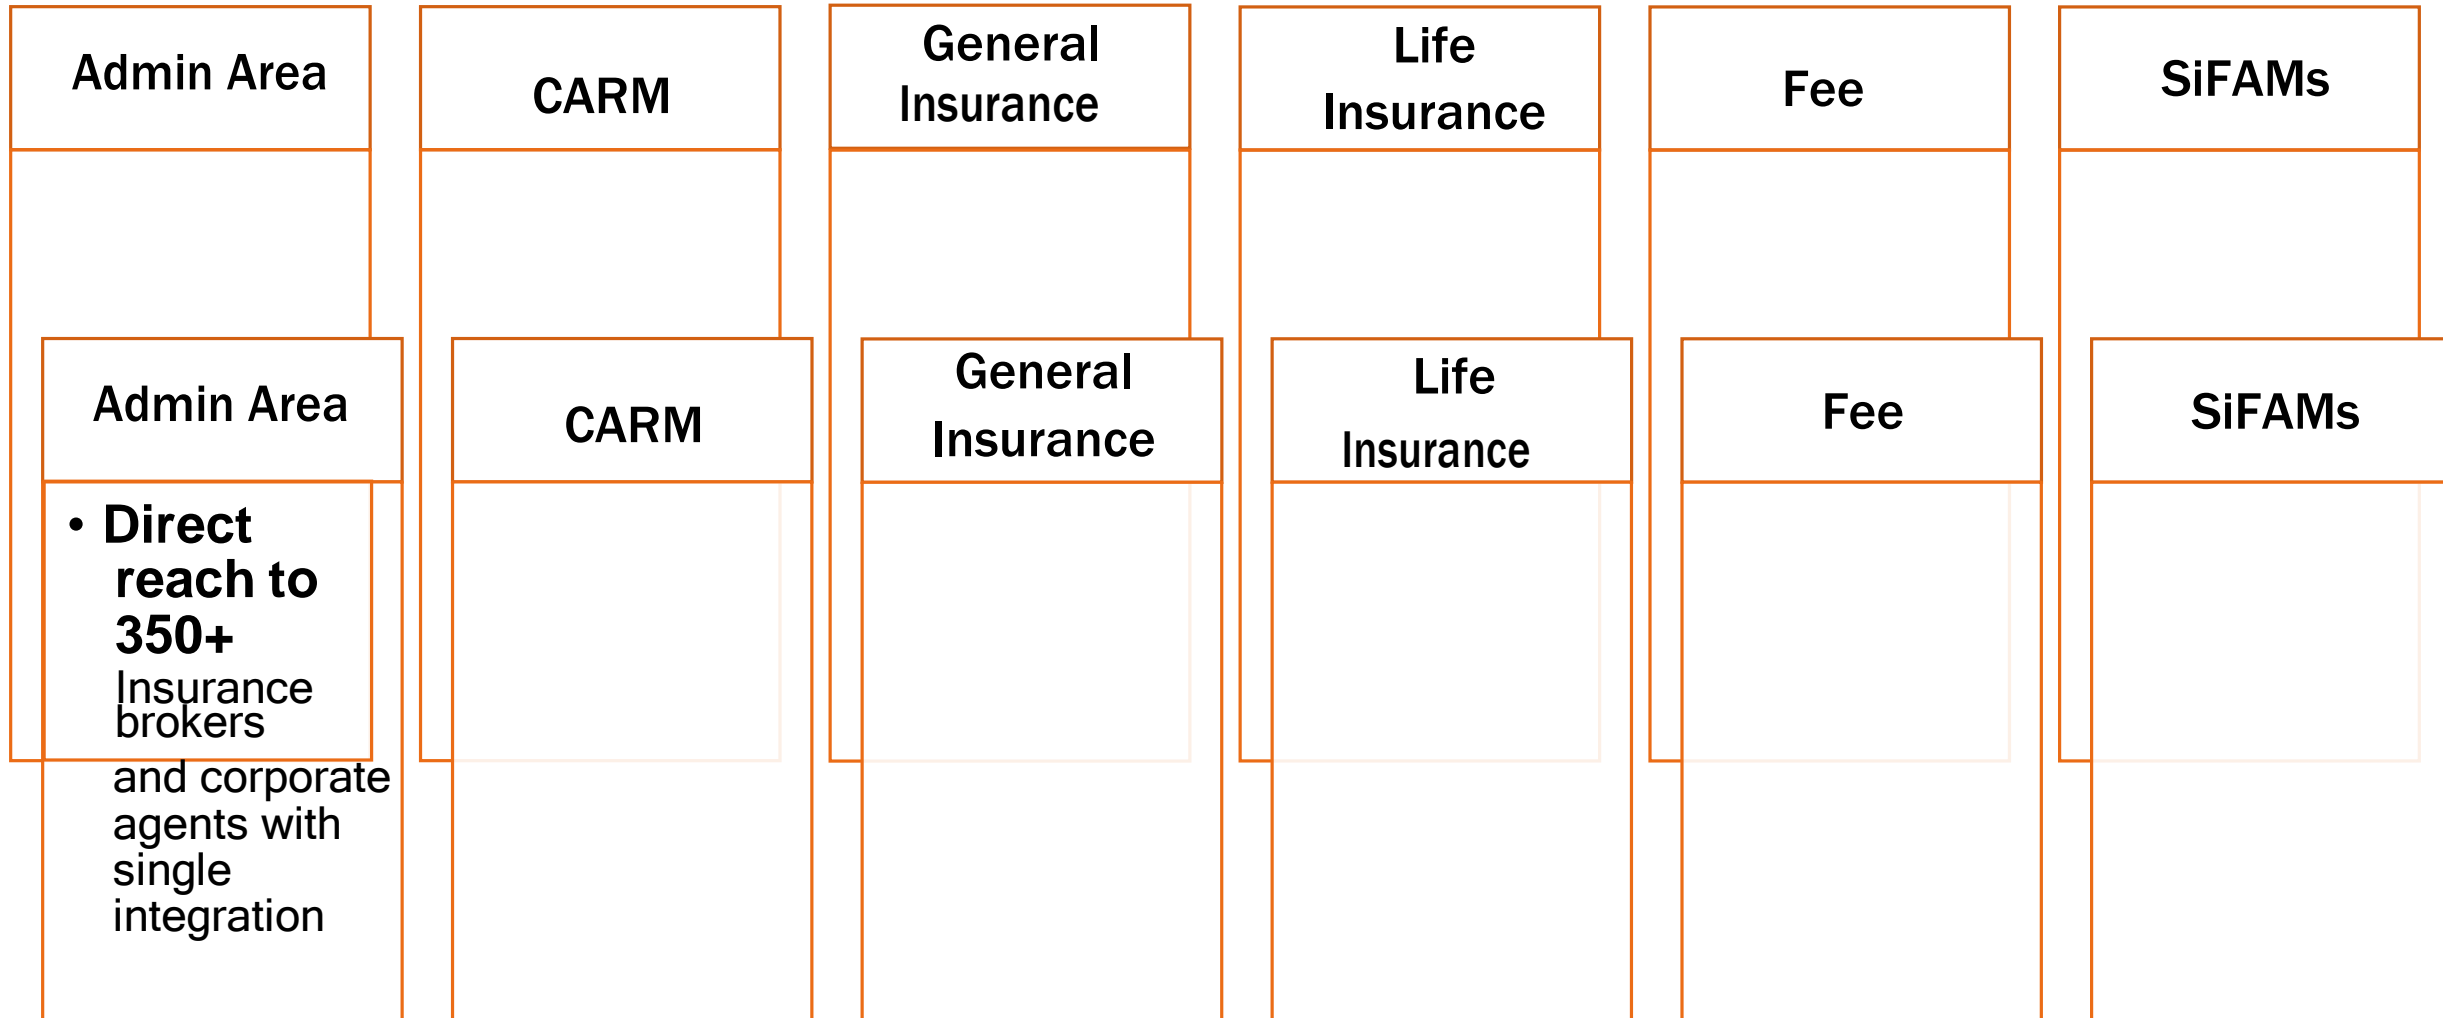 Admin Area
CARM
General
Insurance
Life
Insurance
Fee
SiFAMs
Admin Area
CARM
General
Insurance
Life
Insurance
Fee
SiFAMs
• Direct
reach to
350+
Insurance
brokers
and corporate
agents with
single
integration